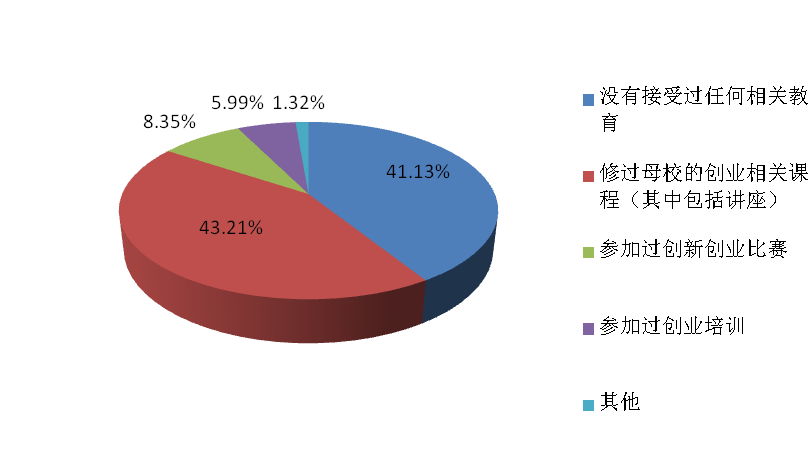 5.99%
1.32%
8.35%
41.13%
43.21%
没有接受过任何相关教
育
修过母校的创业相关课
程（其中包括讲座）
参加过创新创业比赛
参加过创业培训
其他